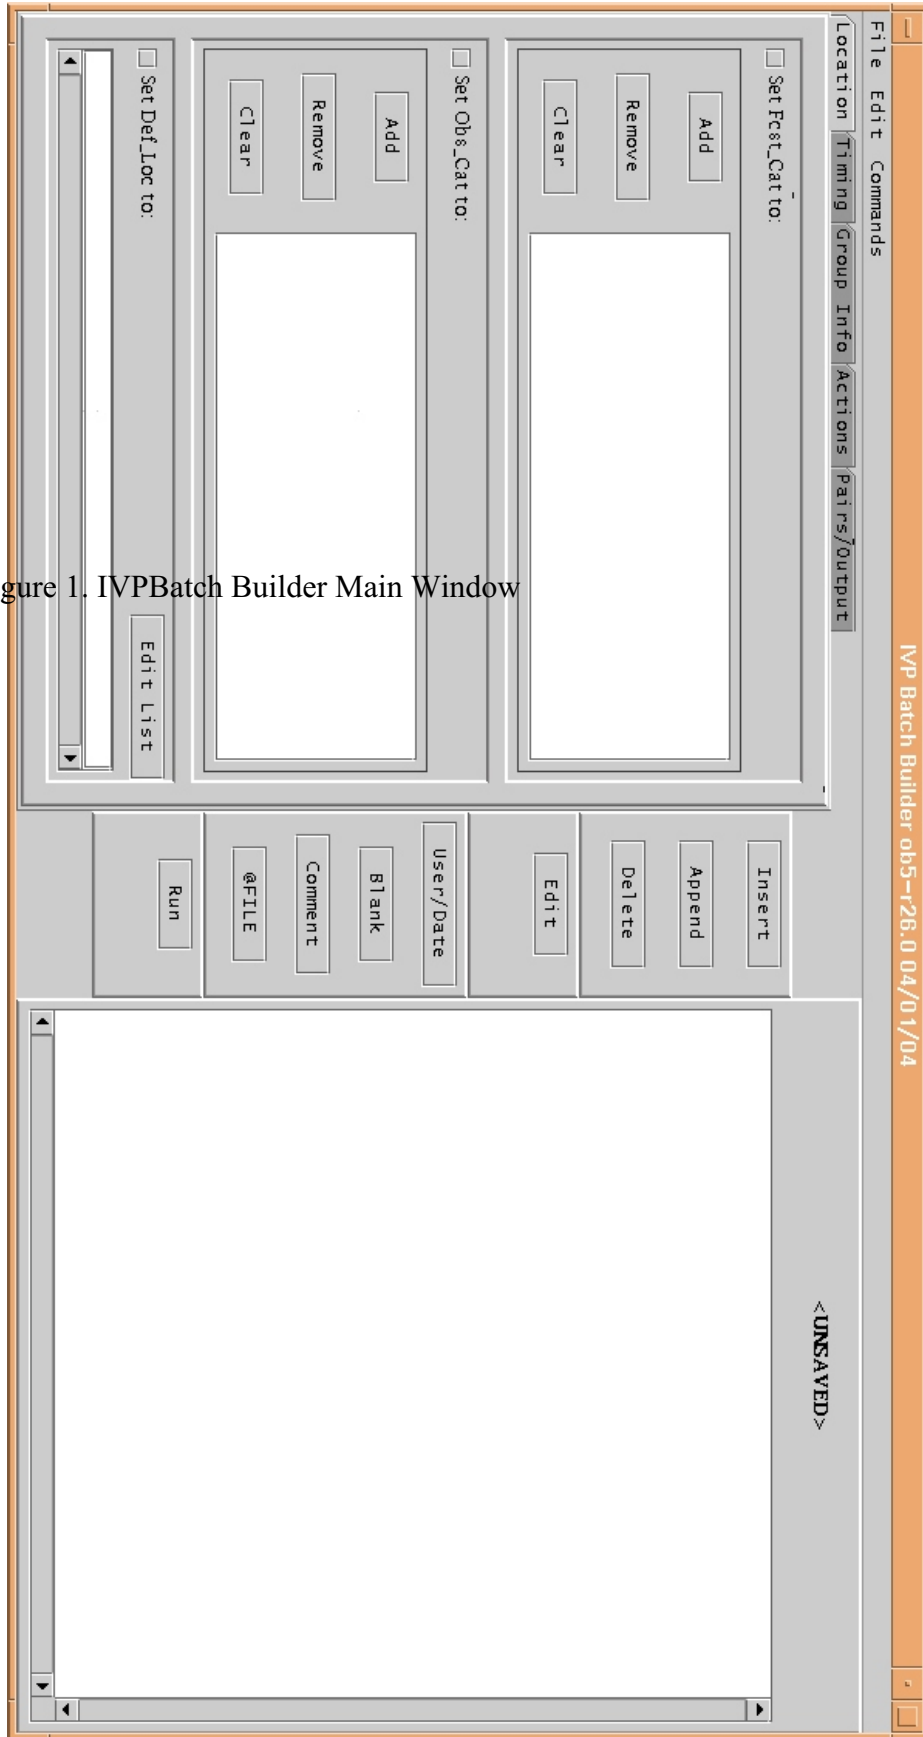 IVP Batch Builder ob5-r26.0 04/01/04
File Edit Commands
Location Timing Group Info Actions Pairs/Output
Set Fcst_Cat to:
Add
Remove
Clear
Set Obs_Cat to:
Add
Remove
Clear
Set Def_Loc to:
Edit List
Insert
Append
Delete
Edit
User/Date
Blank
Comment
@FILE
Run
<UNSAVED>
gure 1. IVPBatch Builder Main Window